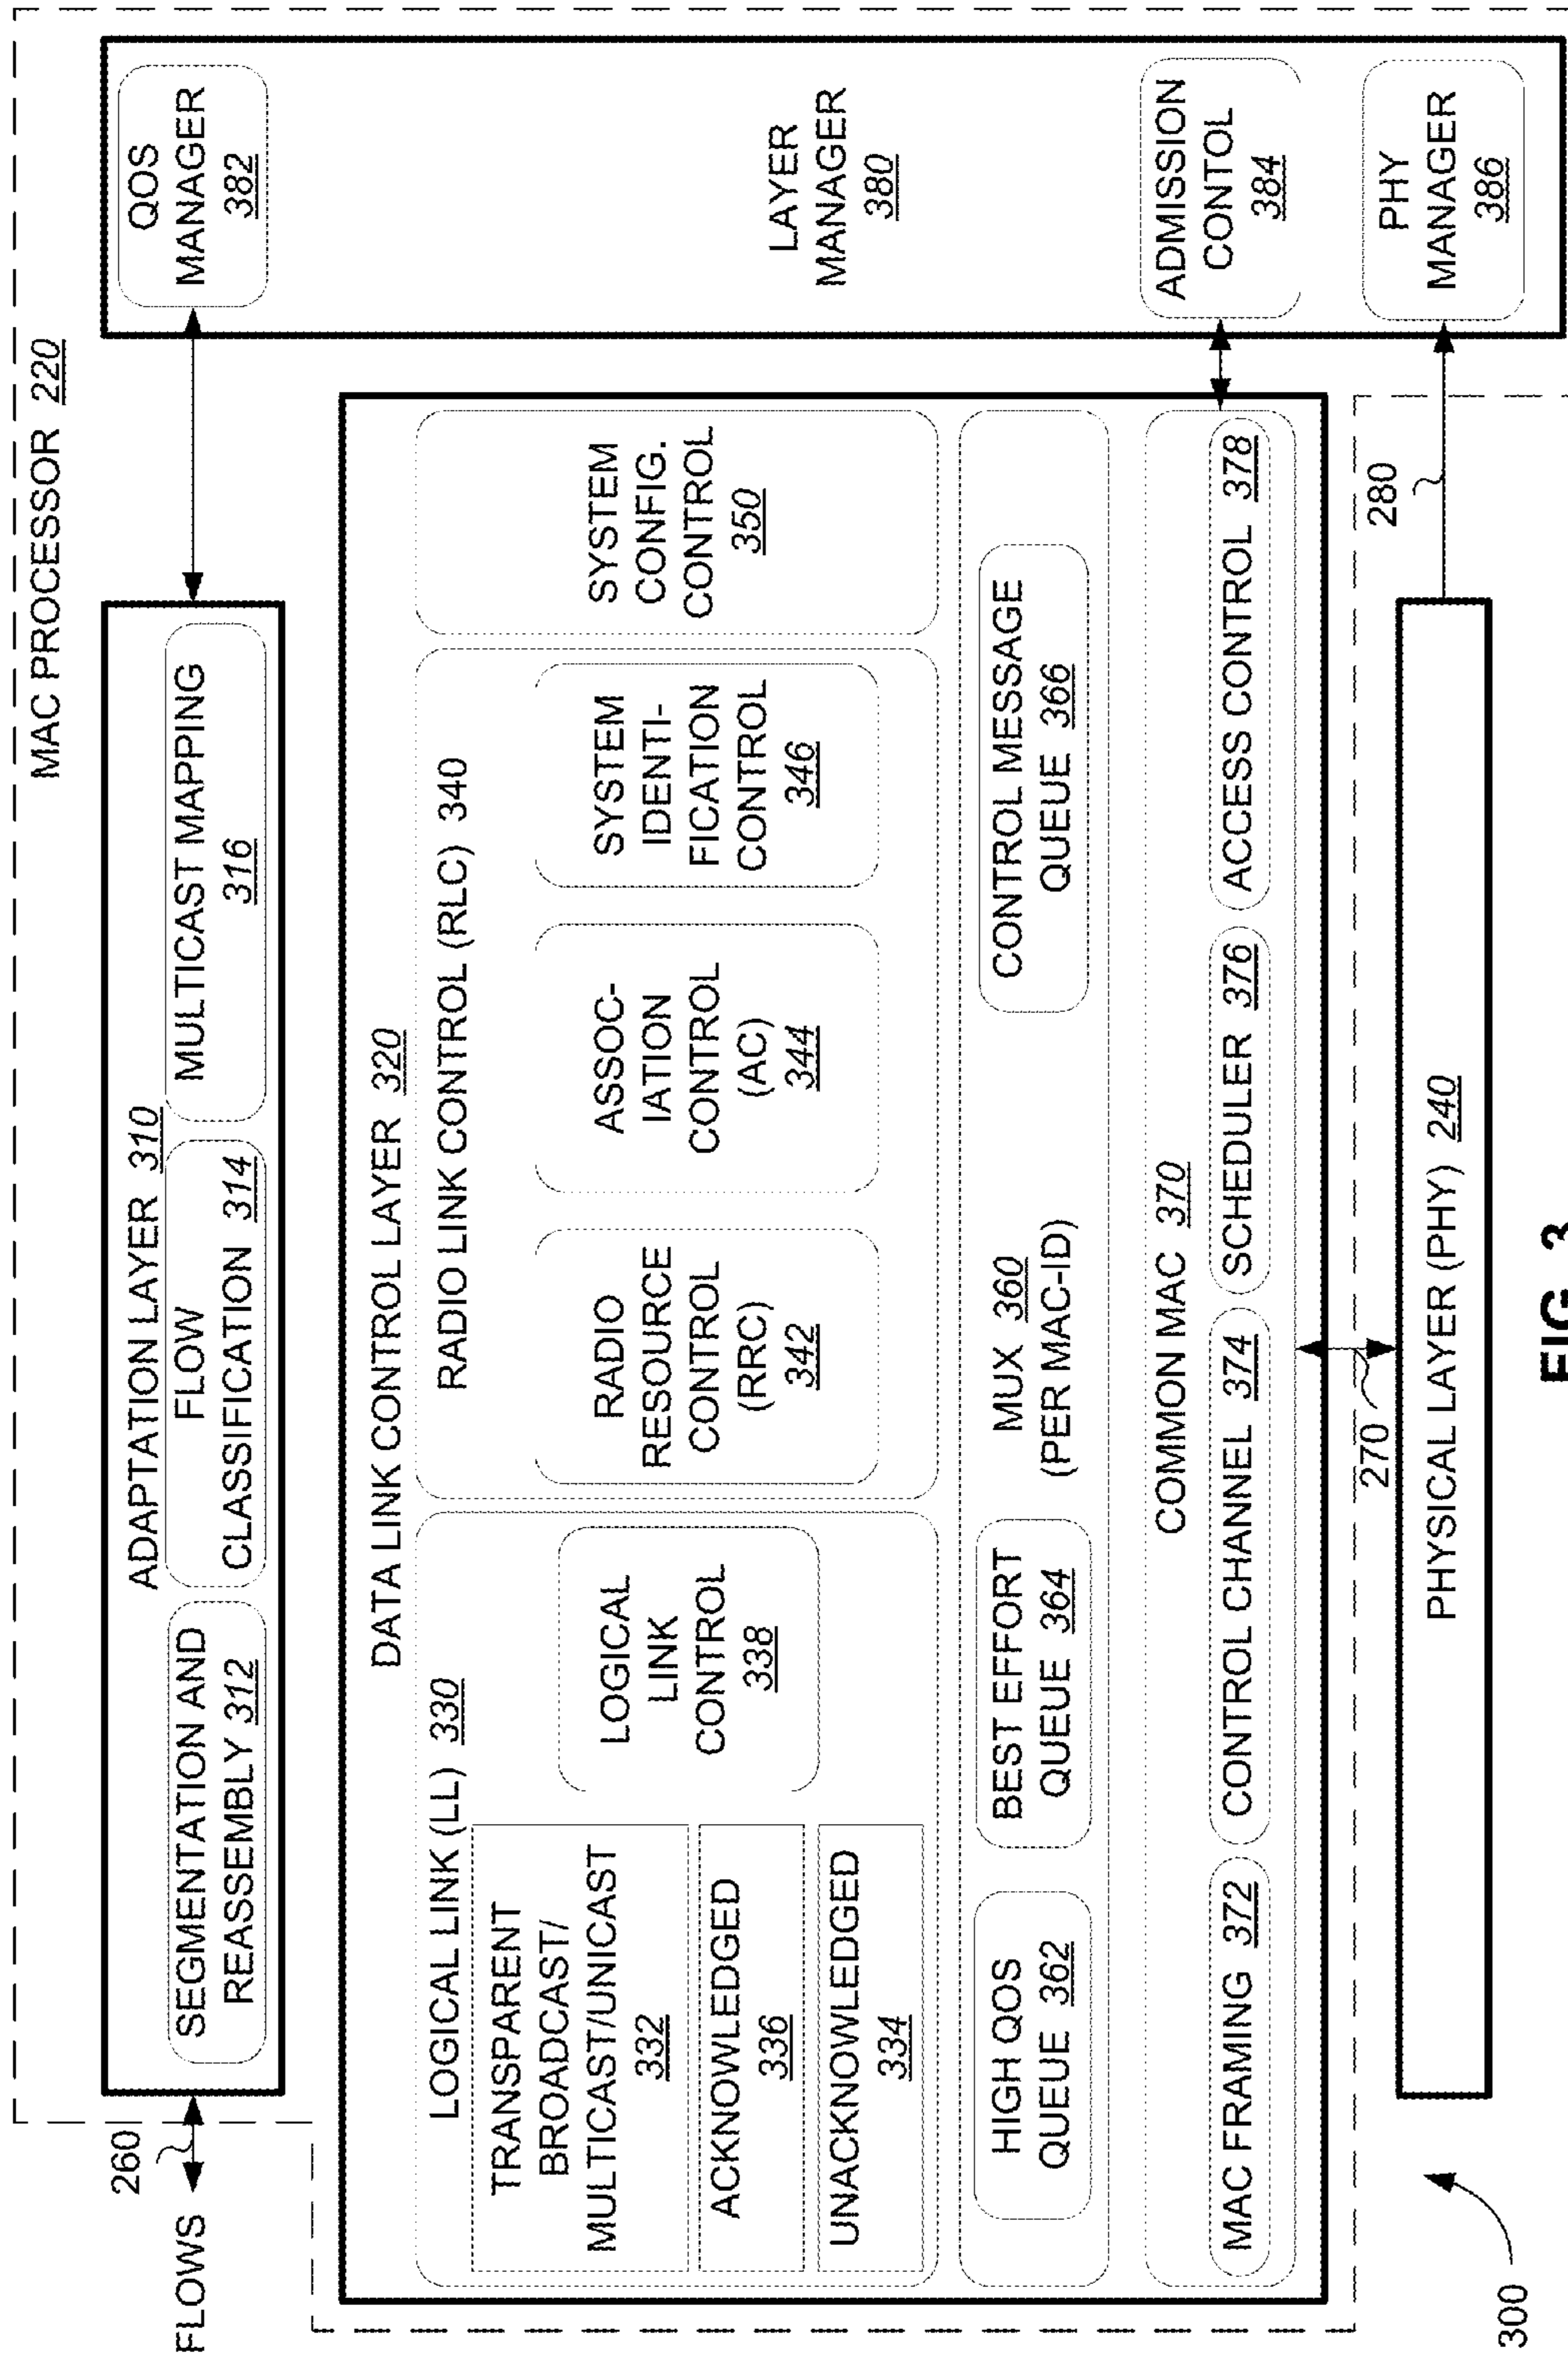 MAC PROCESSOR 220
FLOWS
260
ADAPTATION LAYER 310
SEGMENTATION AND
REASSEMBLY 312
FLOW
CLASSIFICATION 314
MULTICAST MAPPING
316
QOS
MANAGER
382
DATA LINK CONTROL LAYER 320
LOGICAL LINK (LL) 330
TRANSPARENT
BROADCAST/
MULTICAST/UNICAST
332
ACKNOWLEDGED
336
UNACKNOWLEDGED
334
LOGICAL
LINK
CONTROL
338
RADIO LINK CONTROL (RLC) 340
RADIO
RESOURCE
CONTROL
(RRC)
342
ASSOC-
IATION
CONTROL
(AC)
344
SYSTEM
IDENTI-
FICATION
CONTROL
346
SYSTEM
CONFIG.
CONTROL
350
LAYER
MANAGER
380
HIGH QOS
QUEUE 362
BEST EFFORT
QUEUE 364
MUX 360
(PER MAC-ID)
CONTROL MESSAGE
QUEUE 366
COMMON MAC 370
MAC FRAMING 372
CONTROL CHANNEL 374
SCHEDULER 376
ACCESS CONTROL 378
ADMISSION
CONTOL
384
270
280
PHY
MANAGER
386
PHYSICAL LAYER (PHY) 240
300
FIG. 3